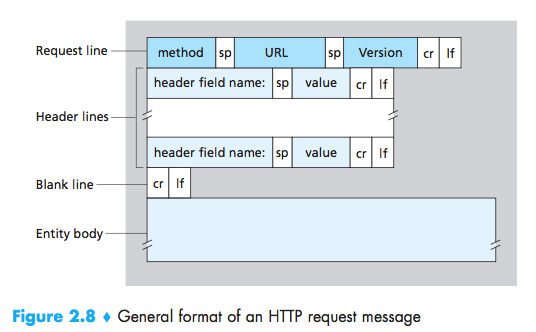 Request line method sp URL sp Version cr lf
header field name: sp value cr lf
Header lines
header field name: sp value cr lf
Blank line cr lf
Entity body
Figure 2.8 ♦ General format of an HTTP request message